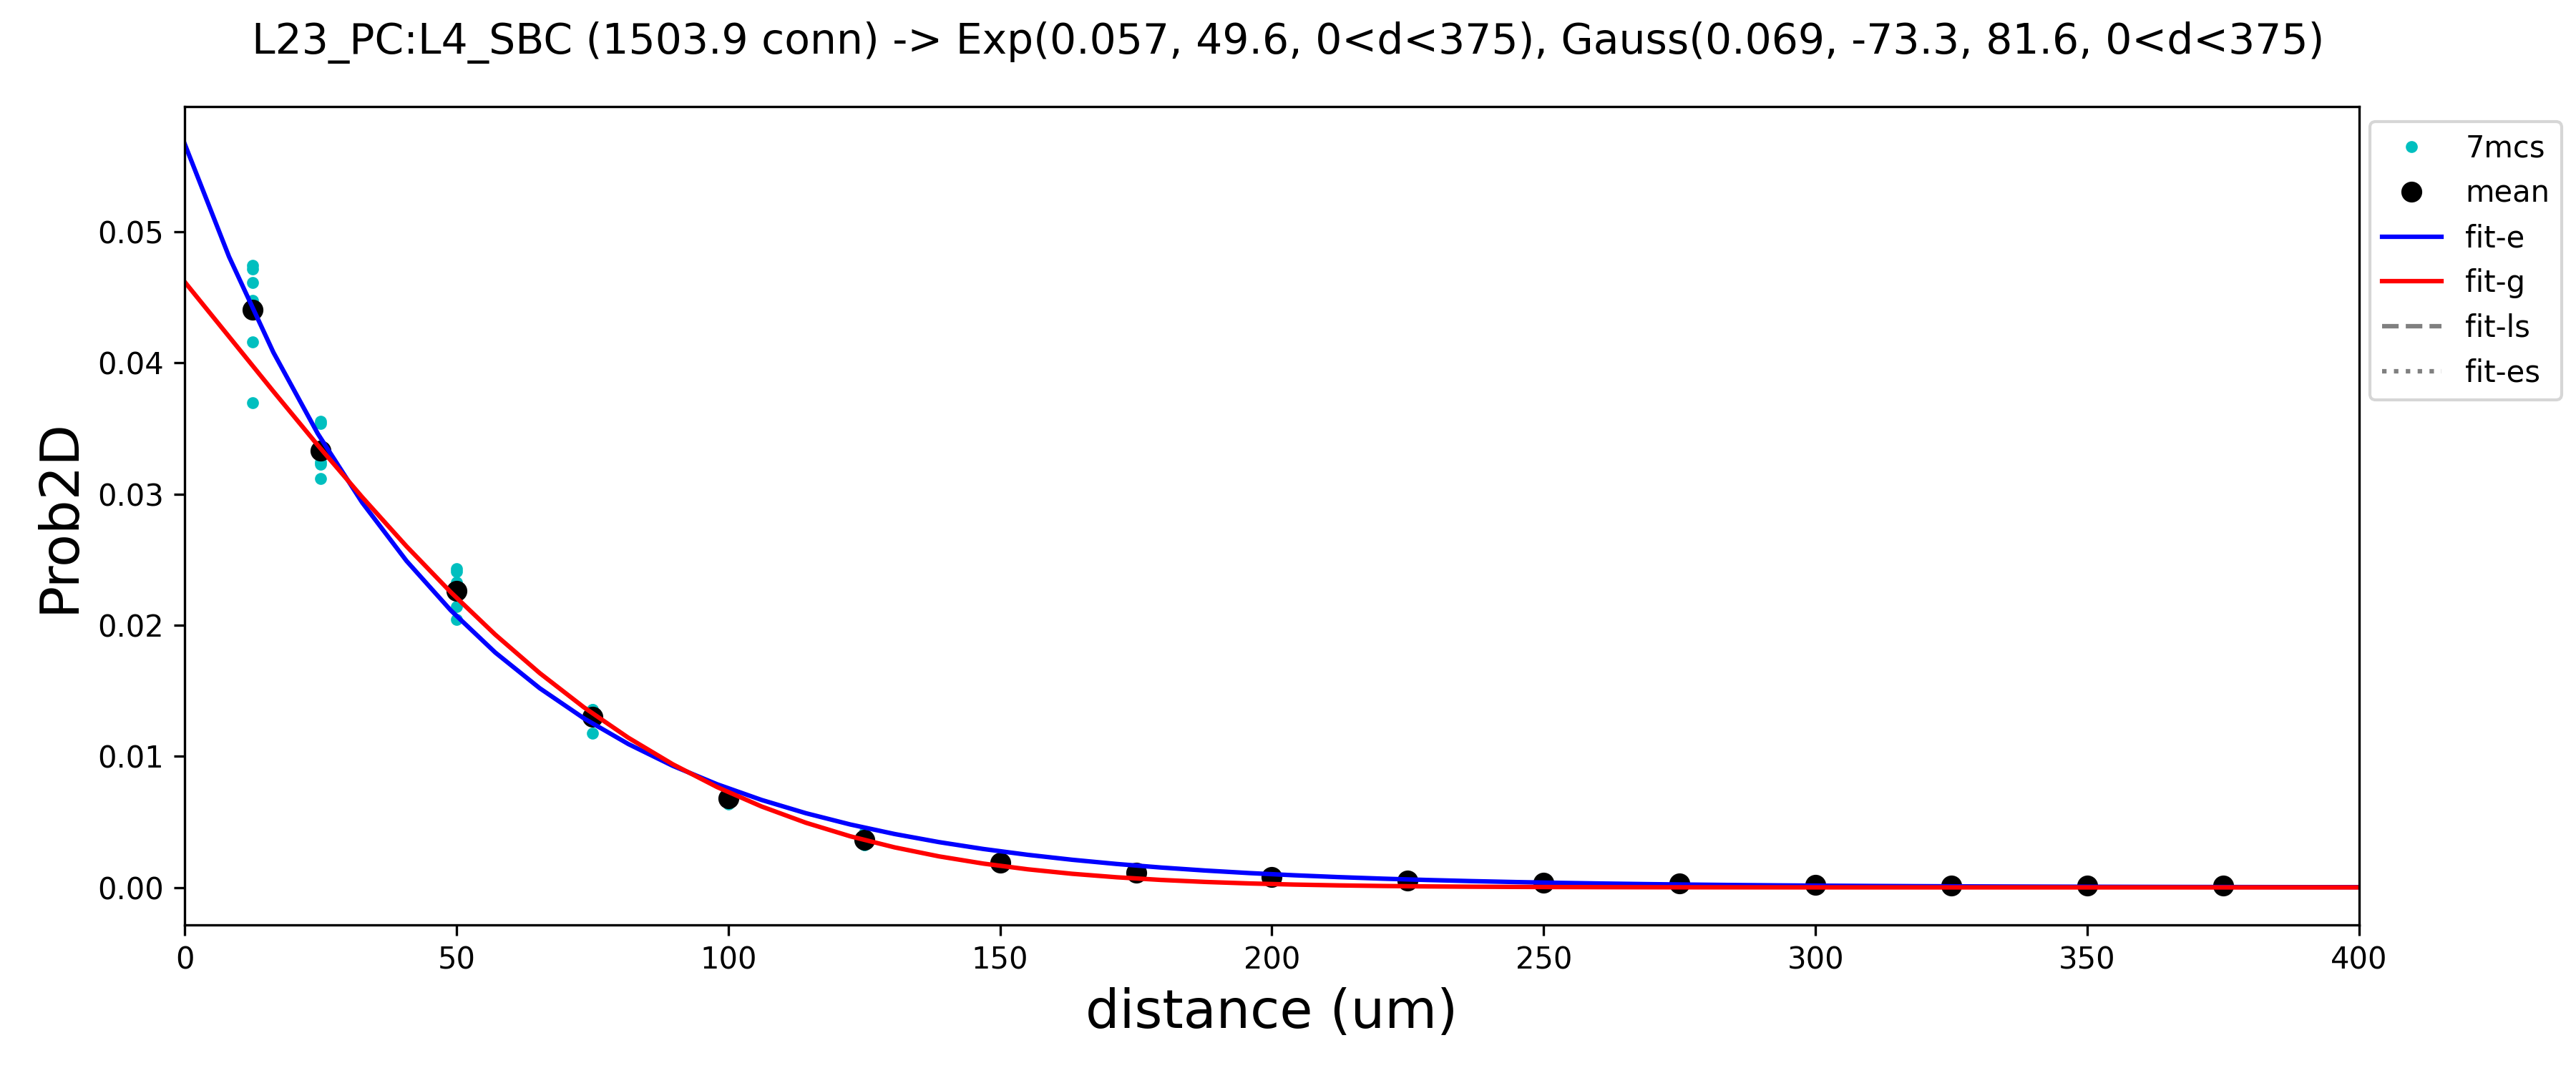 L23_PC:L4_SBC (1503.9 conn) -> Exp(0.057, 49.6, 0<d<375), Gauss(0.069, -73.3, 81.6, 0<d<375)
7mcs
mean
fit-e
fit-g
fit-ls
fit-es
Prob2D
0.05
0.04
0.03
0.02
0.01
0.00
0 50 100 150 200 250 300 350 400
distance (um)